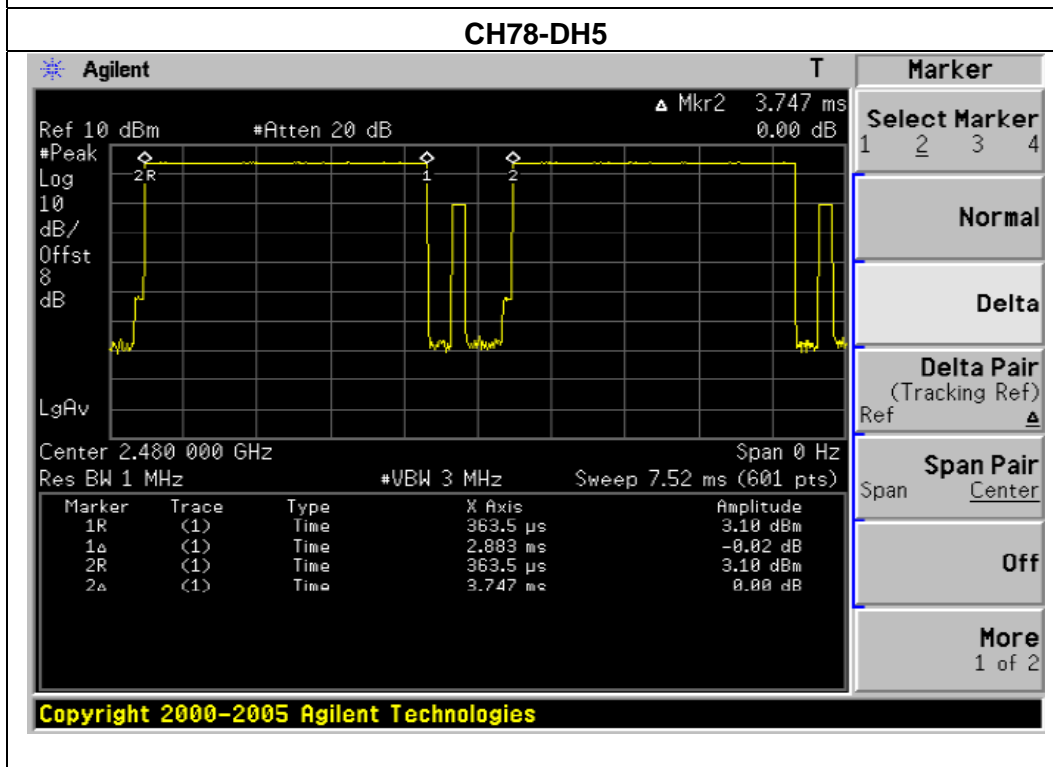 CH78-DH5
Agilent T
Δ Mkr2 3.747 ms
Ref 10 dBm #Atten 20 dB 0.00 dB
#Peak
Log
10
dB/
Offst
8
dB
LgAv
2R 1 2
Center 2.480 000 GHz Span 0 Hz
Res BW 1 MHz #VBW 3 MHz Sweep 7.52 ms (601 pts)
Marker Trace Type X Axis Amplitude
1R (1) Time 363.5 µs 3.10 dBm
1Δ (1) Time 2.883 ms -0.02 dB
2R (1) Time 363.5 µs 3.10 dBm
2Δ (1) Time 3.747 ms 0.00 dB
Copyright 2000-2005 Agilent Technologies
Marker
Select Marker
1 2 3 4
Normal
Delta
Delta Pair
(Tracking Ref)
Ref Δ
Span Pair
Span Center
Off
More
1 of 2